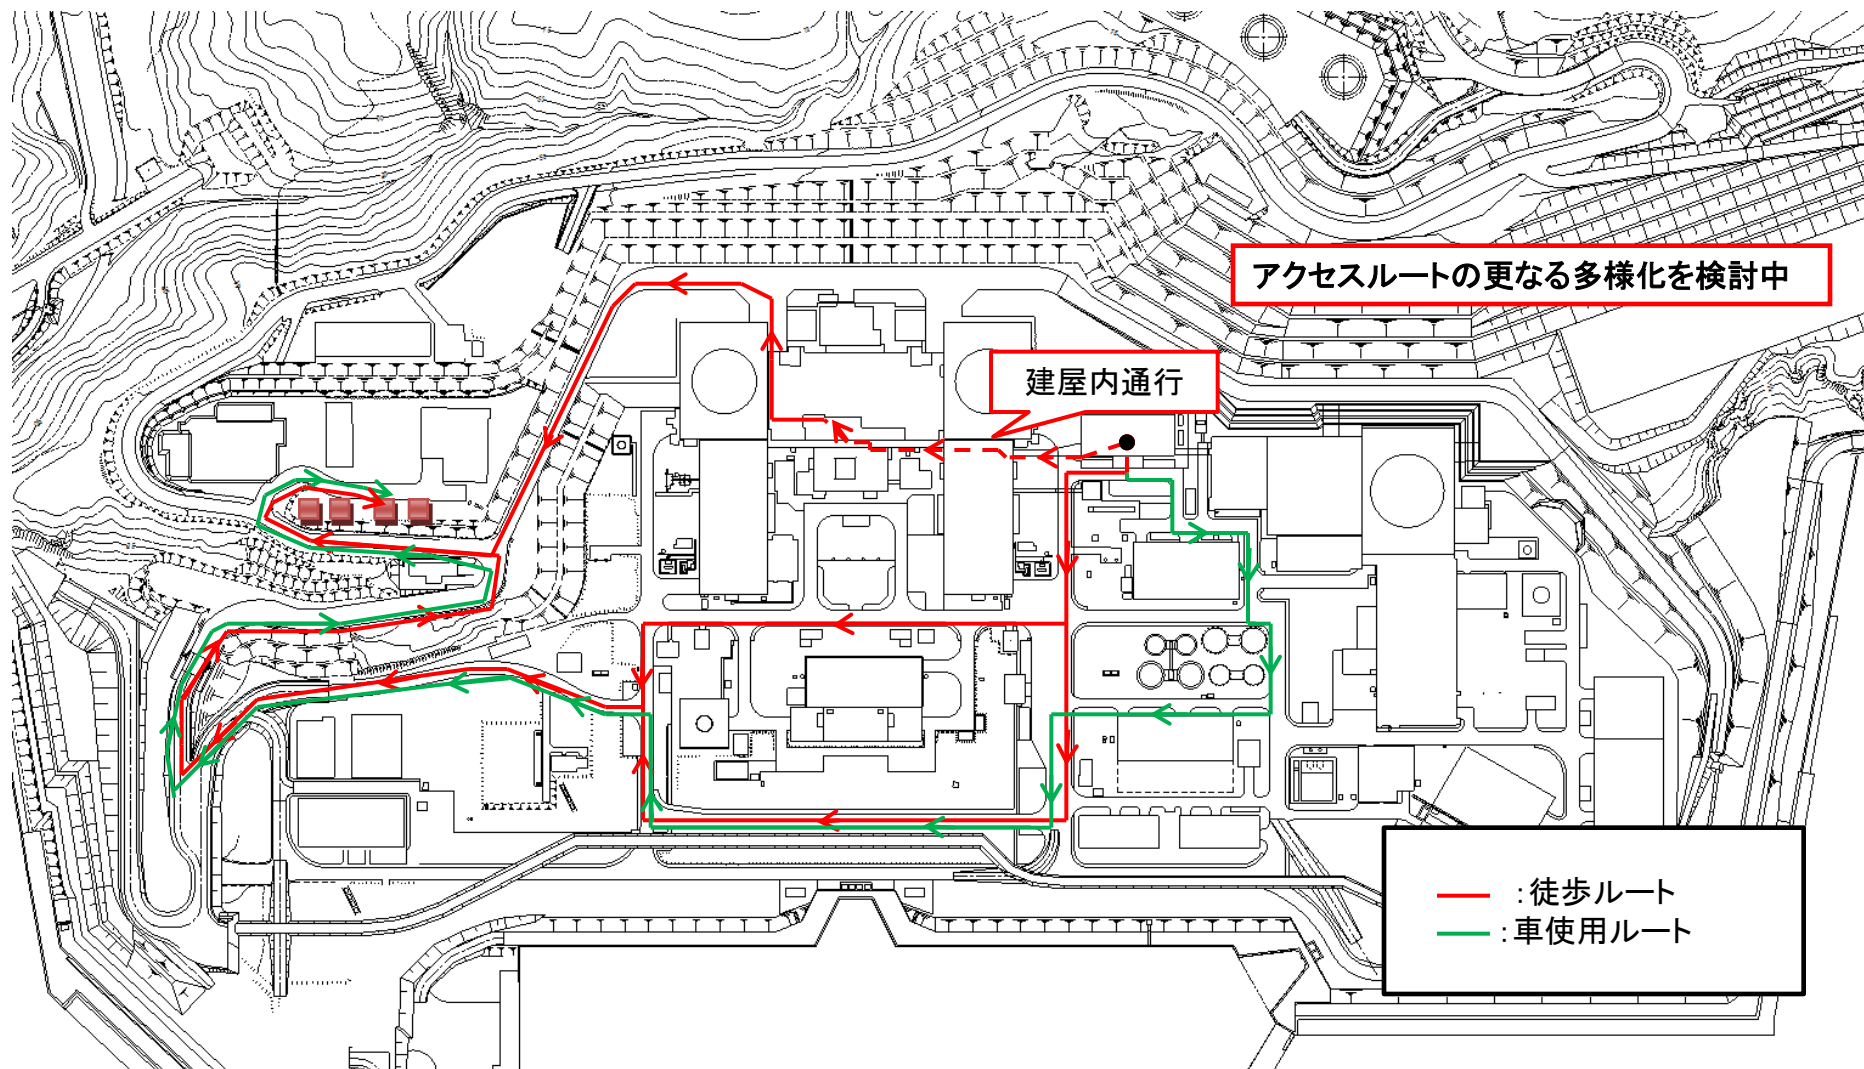 アクセスルートの更なる多様化を検討中
建屋内通行
:徒歩ルート
:車使用ルート